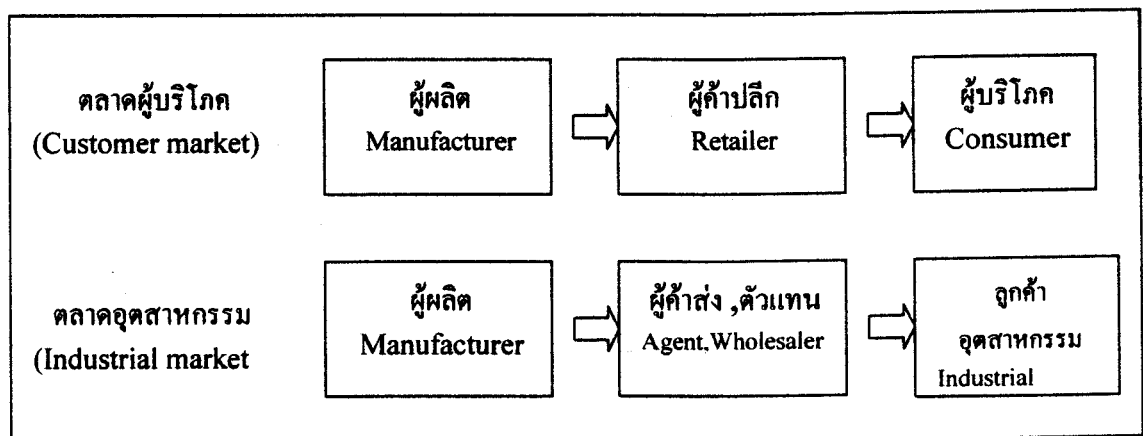 ตลาดผู้บริโภค
(Customer market)
ผู้ผลิต
Manufacturer
ผู้ค้าปลีก
Retailer
ผู้บริโภค
Consumer
ตลาดอุตสาหกรรม
(Industrial market
ผู้ผลิต
Manufacturer
ผู้ค้าส่ง ,ตัวแทน
Agent,Wholesaler
ลูกค้า
อุตสาหกรรม
Industrial